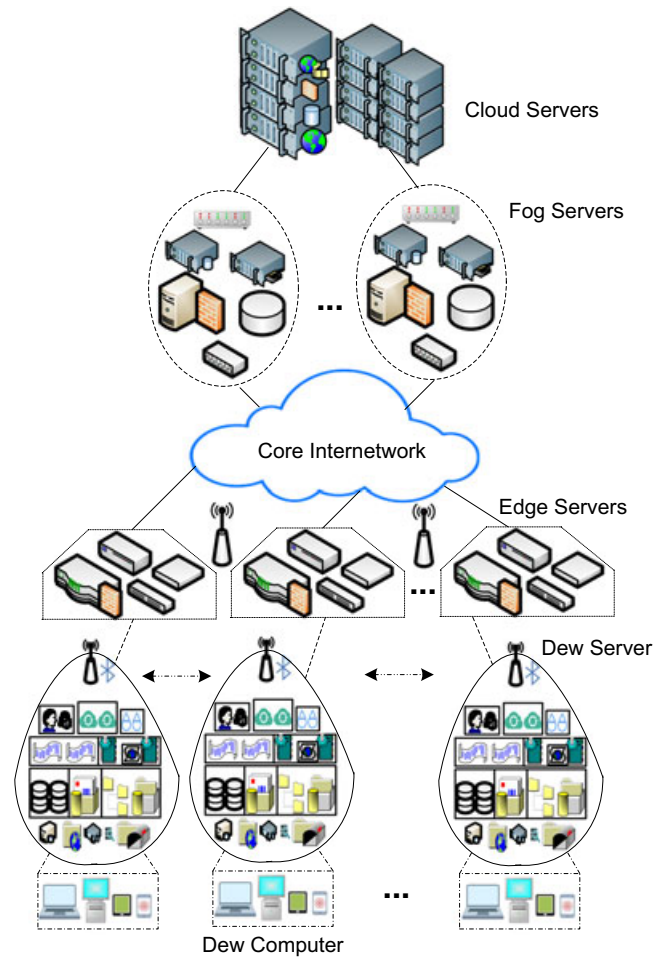 Cloud Servers
Fog Servers
...
Core Internetwork
Edge Servers
...
Dew Server
...
Dew Computer